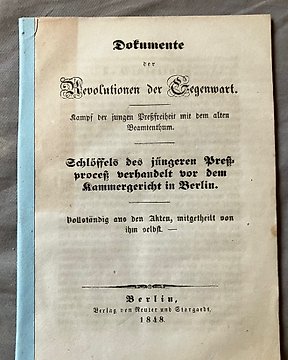 Dokumente
der
Revolutionen der Gegenwart.
Kampf der jungen Preßfreiheit mit dem alten
Beamtenthum.
Schlöffels des jüngeren Preß-
proceß verhandelt vor dem
Kammergericht in Berlin.
Vollständig aus den Akten, mitgetheilt von
ihm selbst. —
Berlin,
Verlag von Reuter und Stargardt,
1848.